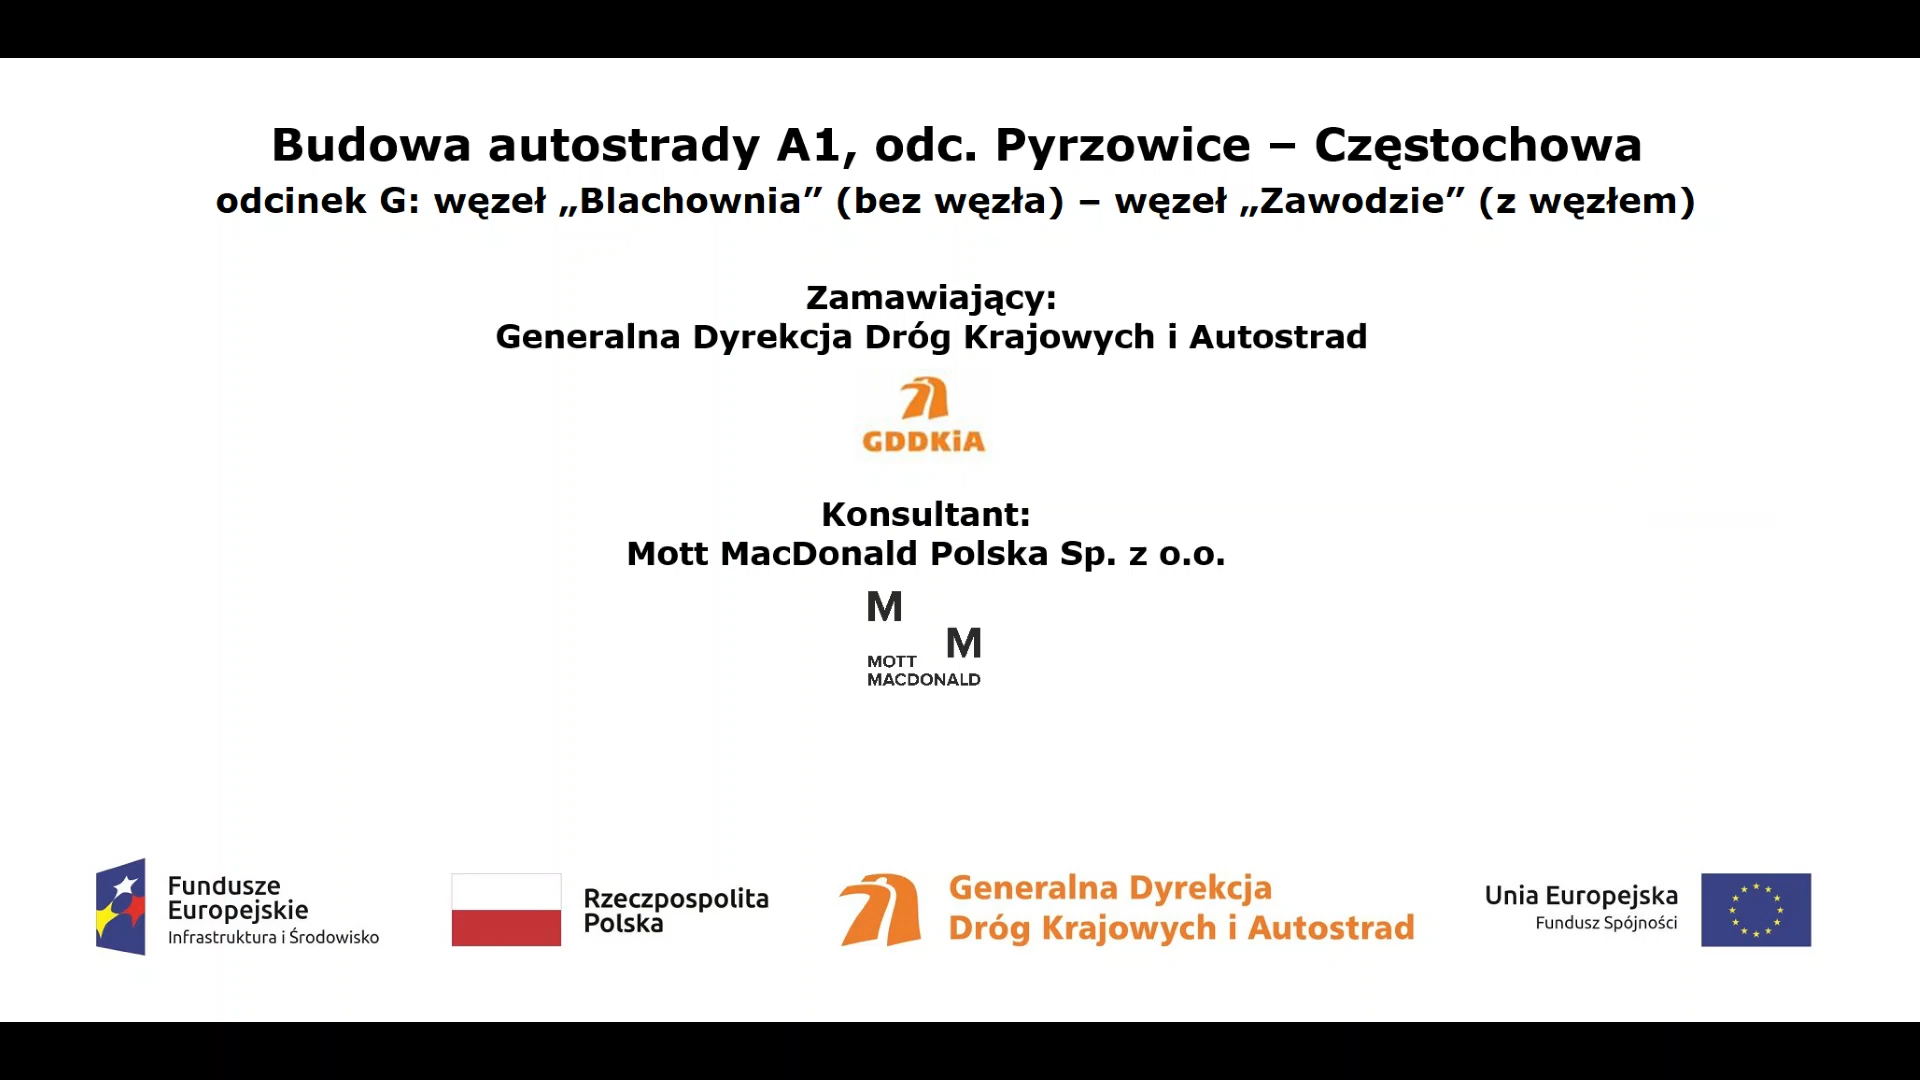 Budowa autostrady A1, odc. Pyrzowice – Częstochowa
odcinek G: węzeł „Blachownia” (bez węzła) – węzeł „Zawodzie” (z węzłem)
Zamawiający:
Generalna Dyrekcja Dróg Krajowych i Autostrad
GDDKiA
Konsultant:
Mott MacDonald Polska Sp. z o.o.
M
M
MOTT
MACDONALD
Fundusze
Europejskie
Infrastruktura i Środowisko
Rzeczpospolita
Polska
Generalna Dyrekcja
Dróg Krajowych i Autostrad
Unia Europejska
Fundusz Spójności